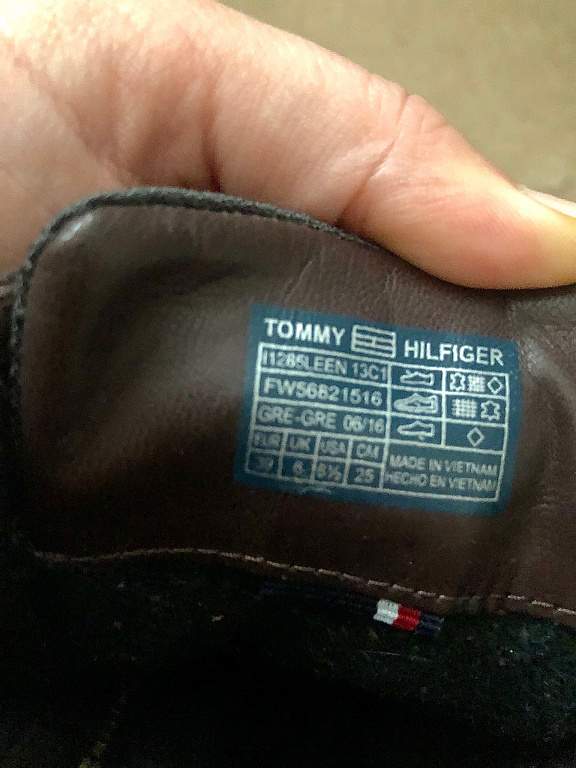 TOMMY HILFIGER
I1285LEEN 13C1
FW56821516
GRE-GRE 06/16
EUR UK USA CM
39 6 8½ 25
MADE IN VIETNAM
HECHO EN VIETNAM